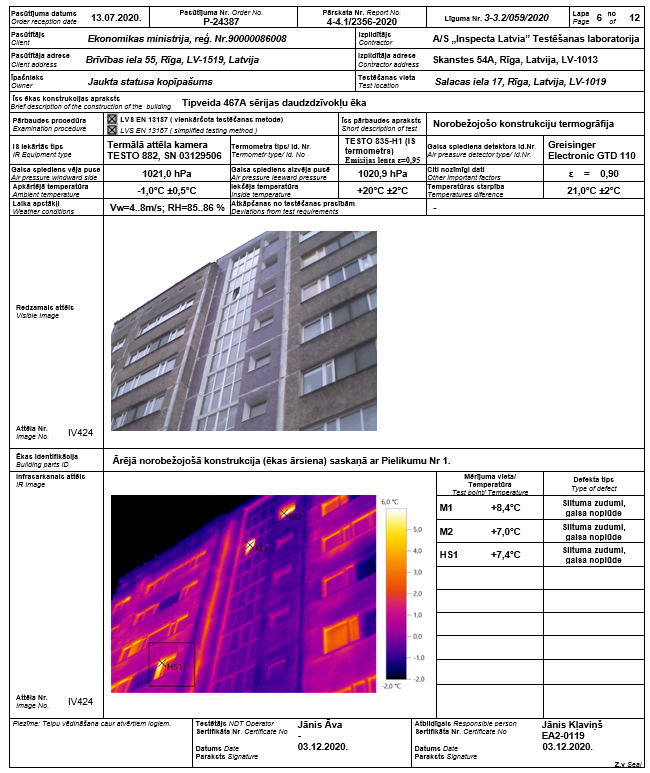 Pasūtījuma datums 13.07.2020. Pasūtījuma Nr. Order No. Pārskata Nr. Report No. Līguma Nr. 3-3.2/059/2020 Lapa 6 no 12
Order reception date P-24387 4-4.1/2356-2020 Page of
Pasūtītājs Ekonomikas ministrija, reģ. Nr.90000086008 Izpildītājs A/S „Inspecta Latvia” Testēšanas laboratorija
Client Contractor
Pasūtītāja adrese Brīvības iela 55, Rīga, LV-1519, Latvija Izpildītāja adrese Skanstes 54A, Rīga, Latvija, LV-1013
Client address Contractor address
Īpašnieks Jaukta statusa kopīpašums Testēšanas vieta Salacas iela 17, Rīga, Latvija, LV-1019
Owner Test location
Īss ēkas konstrukcijas apraksts Tipveida 467A sērijas daudzdzīvokļu ēka
Brief description of the construction of the building
Pārbaudes procedūra LVS EN 13187 ( vienkāršota testēšanas metode) Īss pārbaudes apraksts Norobežojošo konstrukciju termogrāfija
Examination procedure LVS EN 13187 ( simplified testing method ) Short description of test
IS iekārtās tips Termālā attēla kamera Termometra tips/ Id. Nr. TESTO 835-H1 (IS termometrs) Gaisa spiediena detektora Id.Nr. Greisinger
IR Equipment type TESTO 882, SN 03129506 Termometr type/ Id. No Emisijas lenta ε=0,95 Air pressure detector type/ Id.Nr. Electronic GTD 110
Gaisa spiediens vēja puse 1021,0 hPa Gaisa spiediens aizvēja pusē 1020,9 hPa Citi nozīmīgi dati ε = 0,90
Air pressure windward side Air pressure leeward pressure Other important factors
Apkārtējā temperatūra -1,0°C ±0,5°C Iekšēja temperatūra +20°C ±2°C Temperatūras starpība 21,0°C ±2°C
Ambient temperature Inside temperature Temperatures diference
Laika apstākļi Vw=4..8m/s; RH=85..86 % Atkāpšanas no testēšanas prasībām -
Weather conditions Deviations from test requirements
Redzamais attēls
Visible Image
Attēla Nr. IV424
Image No.
Ēkas identifikācija Ārējā norobežojošā konstrukcija (ēkas ārsiena) saskaņā ar Pielikumu Nr 1.
Building parts ID
Infrasarkanais attēls
IR Image
Mērījuma vieta/ Temperatūra Defekta tips
Test point/ Temperature Type of defect
M1 +8,4°C Siltuma zudumi, gaisa noplūde
M2 +7,0°C Siltuma zudumi, gaisa noplūde
HS1 +7,4°C Siltuma zudumi, gaisa noplūde
6,0 °C
5,0
4,0
3,0
2,0
1,0
0,0
-1,0
-2,0
-2,0 °C
M2
M1
HS1
Attēla Nr. IV424
Image No.
Piezīme: Telpu vēdināšana caur atvērtiem logiem.
Testētājs NDT Operator Jānis Āva
Sertifikāta Nr. Certificate No -
Datums Date 03.12.2020.
Paraksts Signature
Atbildīgais Responsible person Jānis Kļaviņš
Sertifikāta Nr. Certificate No EA2-0119
Datums Date 03.12.2020.
Paraksts Signature
Z.v Seal